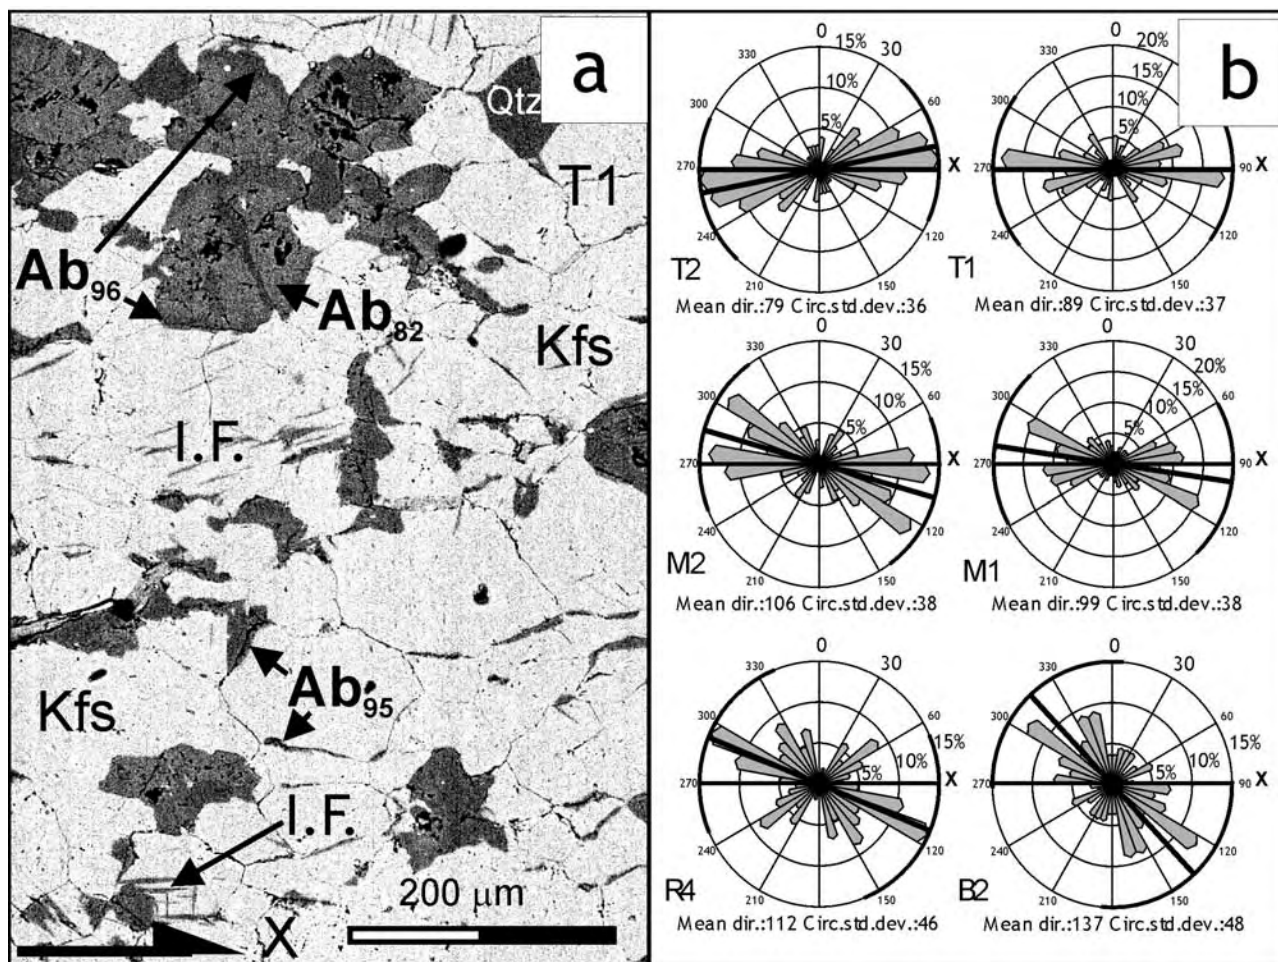 a
Qtz
T1
Ab96
Ab82
Kfs
I.F.
Ab95
Kfs
I.F.
200 µm
X
b
0
15%
30
330
10%
60
300
5%
270
X
240
120
210
150
T2
Mean dir.:79 Circ.std.dev.:36
0
20%
330
15%
300
10%
5%
270
90
X
240
120
210
150
T1
Mean dir.:89 Circ.std.dev.:37
0
330
30
15%
300
10%
60
5%
270
X
240
120
210
150
M2
Mean dir.:106 Circ.std.dev.:38
0
330
30
20%
300
15%
60
10%
5%
270
90
X
240
120
210
150
M1
Mean dir.:99 Circ.std.dev.:38
0
330
30
300
60
15%
10%
5%
270
X
240
120
210
150
R4
Mean dir.:112 Circ.std.dev.:46
0
330
30
300
60
15%
10%
5%
270
90
X
240
120
210
150
B2
Mean dir.:137 Circ.std.dev.:48